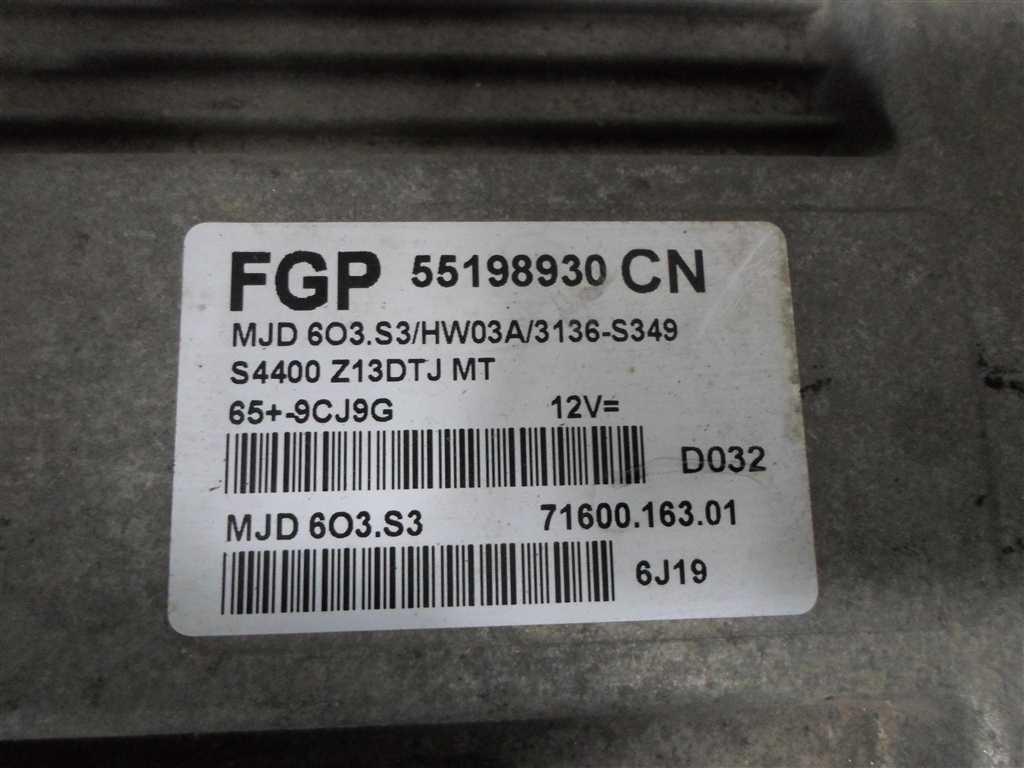 FGP 55198930 CN
MJD 6O3.S3/HW03A/3136-S349
S4400 Z13DTJ MT
65+-9CJ9G 12V=
D032
MJD 6O3.S3 71600.163.01
6J19